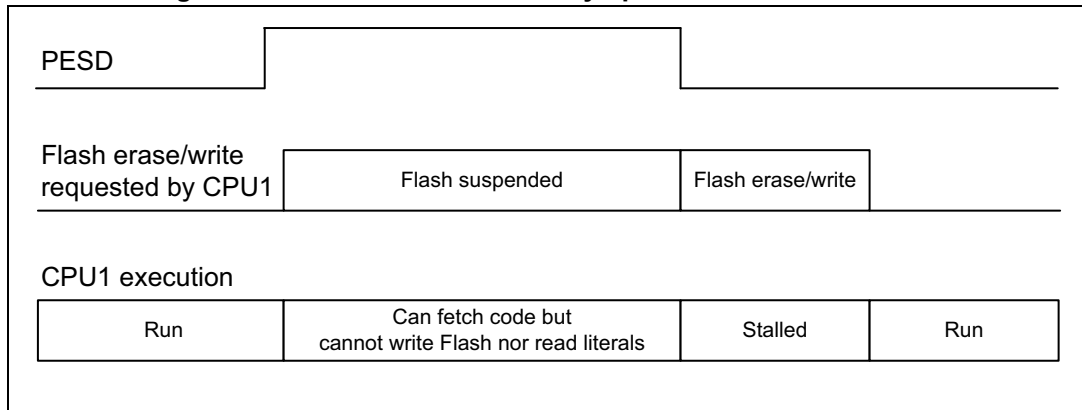 PESD
Flash erase/write
requested by CPU1
Flash suspended
Flash erase/write
CPU1 execution
Run
Can fetch code but
cannot write Flash nor read literals
Stalled
Run